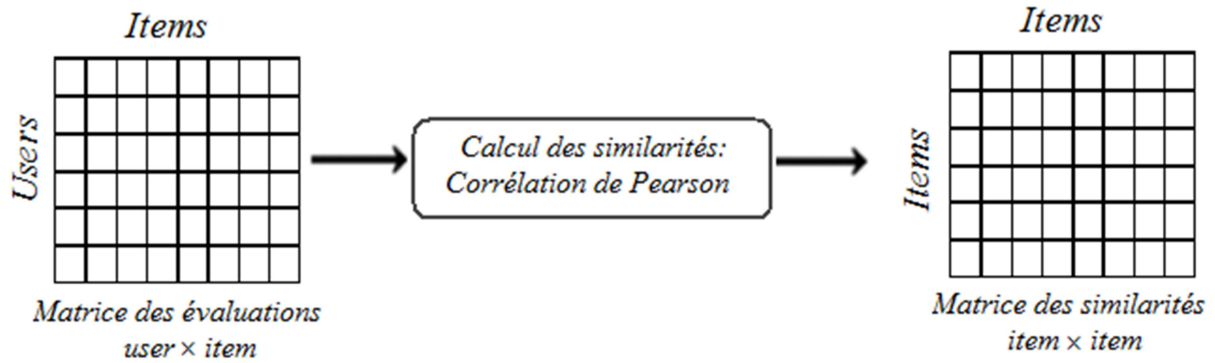 Items
Users
Matrice des évaluations
user × item
Calcul des similarités:
Corrélation de Pearson
Items
Items
Matrice des similarités
item × item